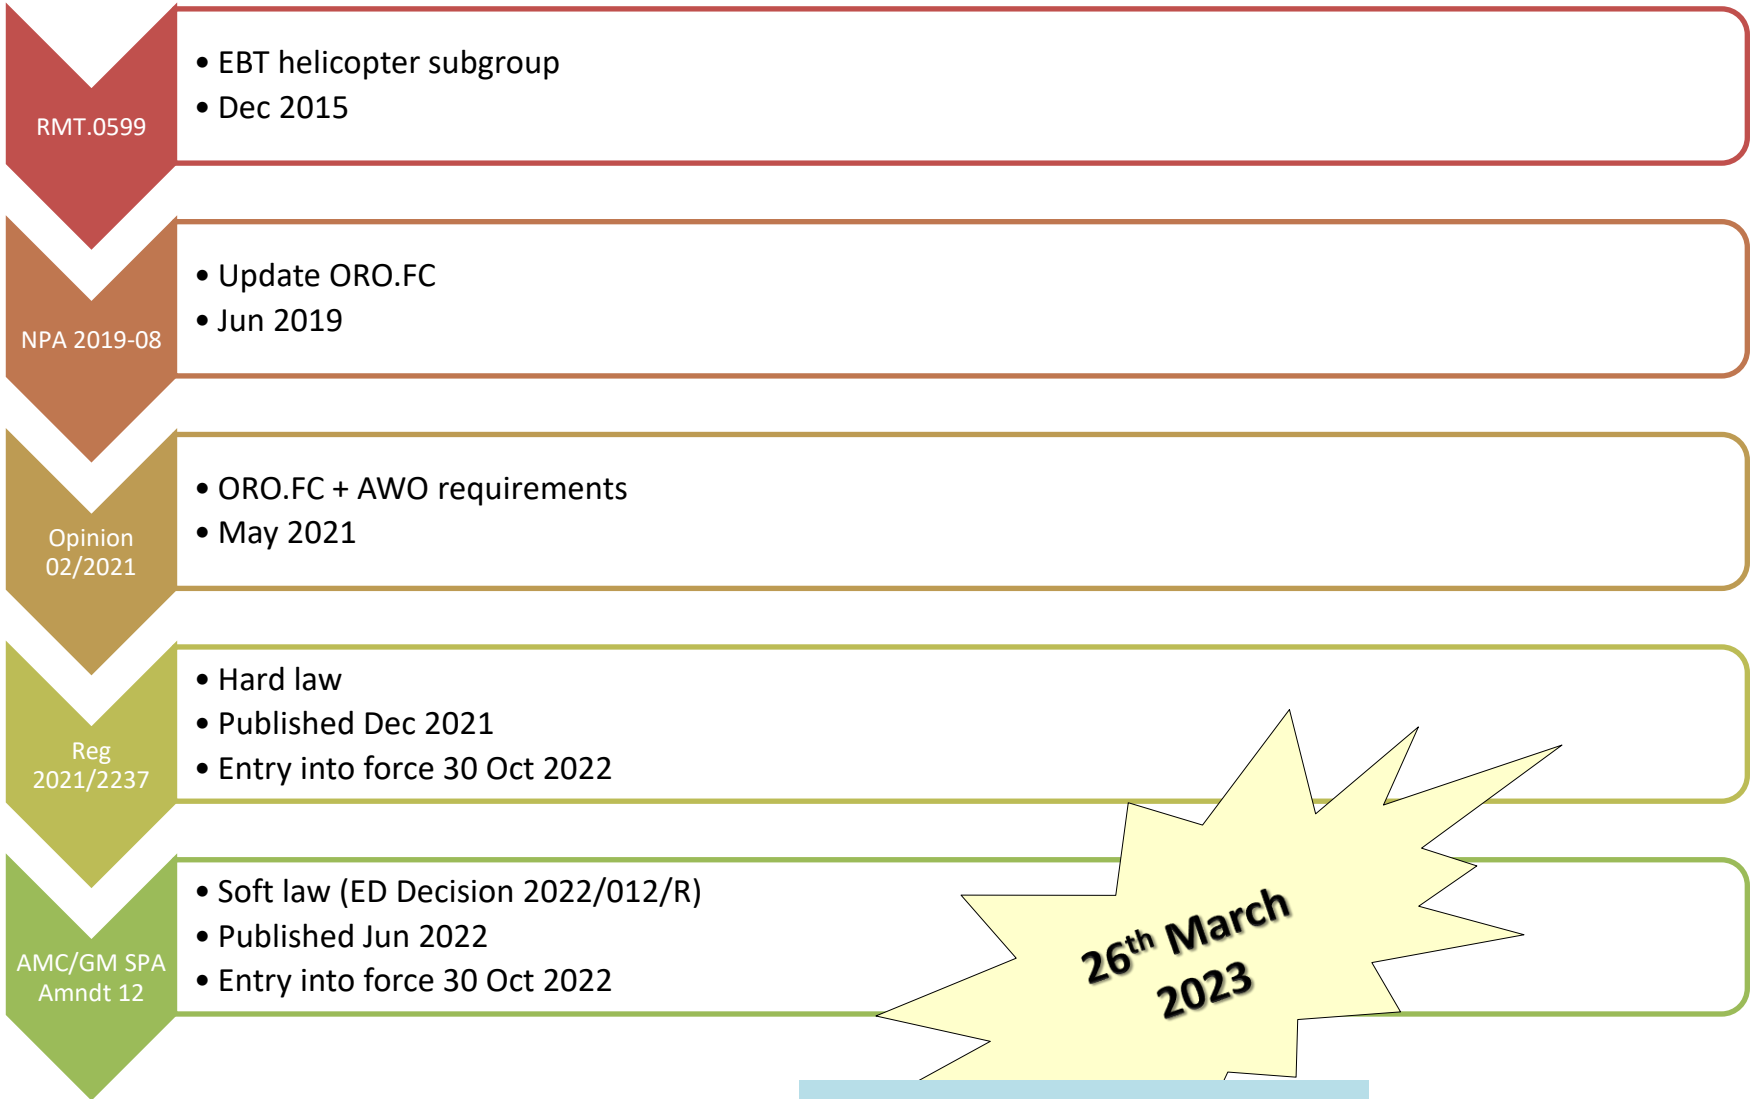 RMT.0599
• EBT helicopter subgroup
• Dec 2015
NPA 2019-08
• Update ORO.FC
• Jun 2019
Opinion
02/2021
• ORO.FC + AWO requirements
• May 2021
Reg
2021/2237
• Hard law
• Published Dec 2021
• Entry into force 30 Oct 2022
AMC/GM SPA
Amndt 12
• Soft law (ED Decision 2022/012/R)
• Published Jun 2022
• Entry into force 30 Oct 2022
26th March
2023